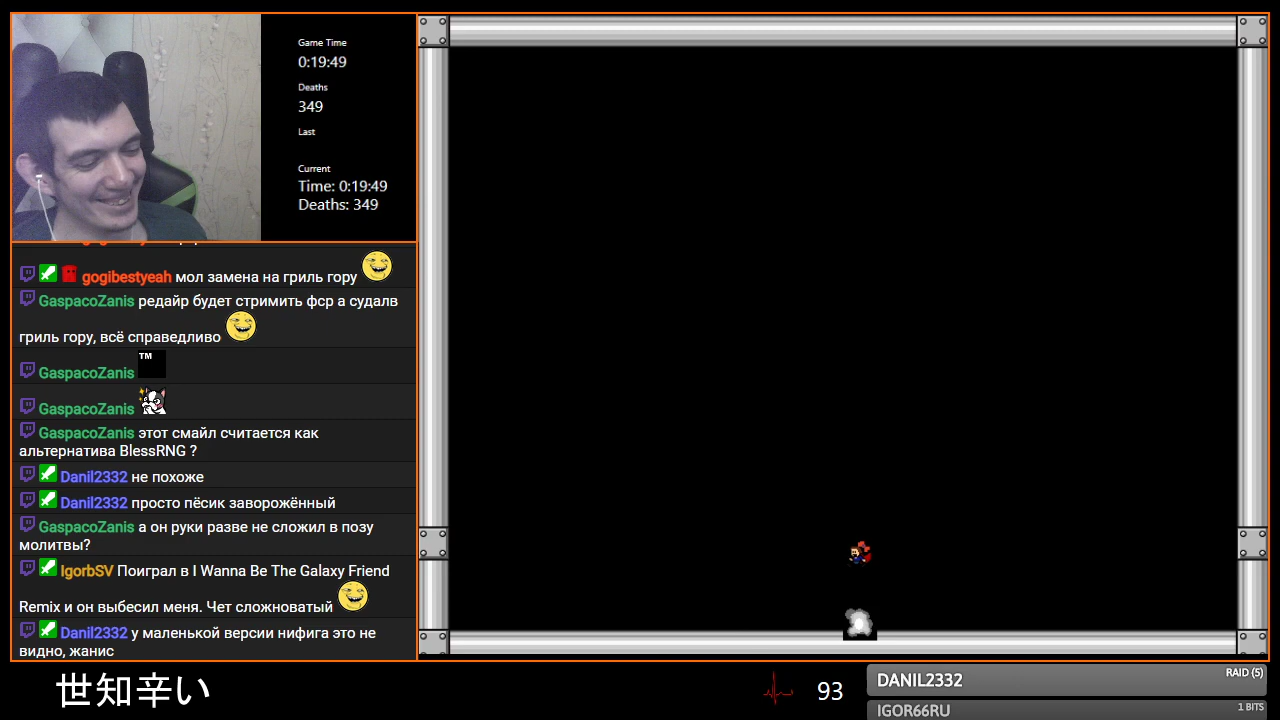 Game Time
0:19:49
Deaths
349
Last
Current
Time: 0:19:49
Deaths: 349
gogibestyeah мол замена на гриль гору
GaspacoZanis редайр будет стримить фср а судалв
гриль гору, всё справедливо
GaspacoZanis ™
GaspacoZanis
GaspacoZanis этот смайл считается как
альтернатива BlessRNG ?
Danil2332 не похоже
Danil2332 просто пёсик заворожённый
GaspacoZanis а он руки разве не сложил в позу
молитвы?
IgorbSV Поиграл в I Wanna Be The Galaxy Friend
Remix и он выбесил меня. Чет сложноватый
Danil2332 у маленькой версии нифига это не
видно, жанис
世知辛い
93
DANIL2332 RAID (5)
IGOR66RU 1 BITS